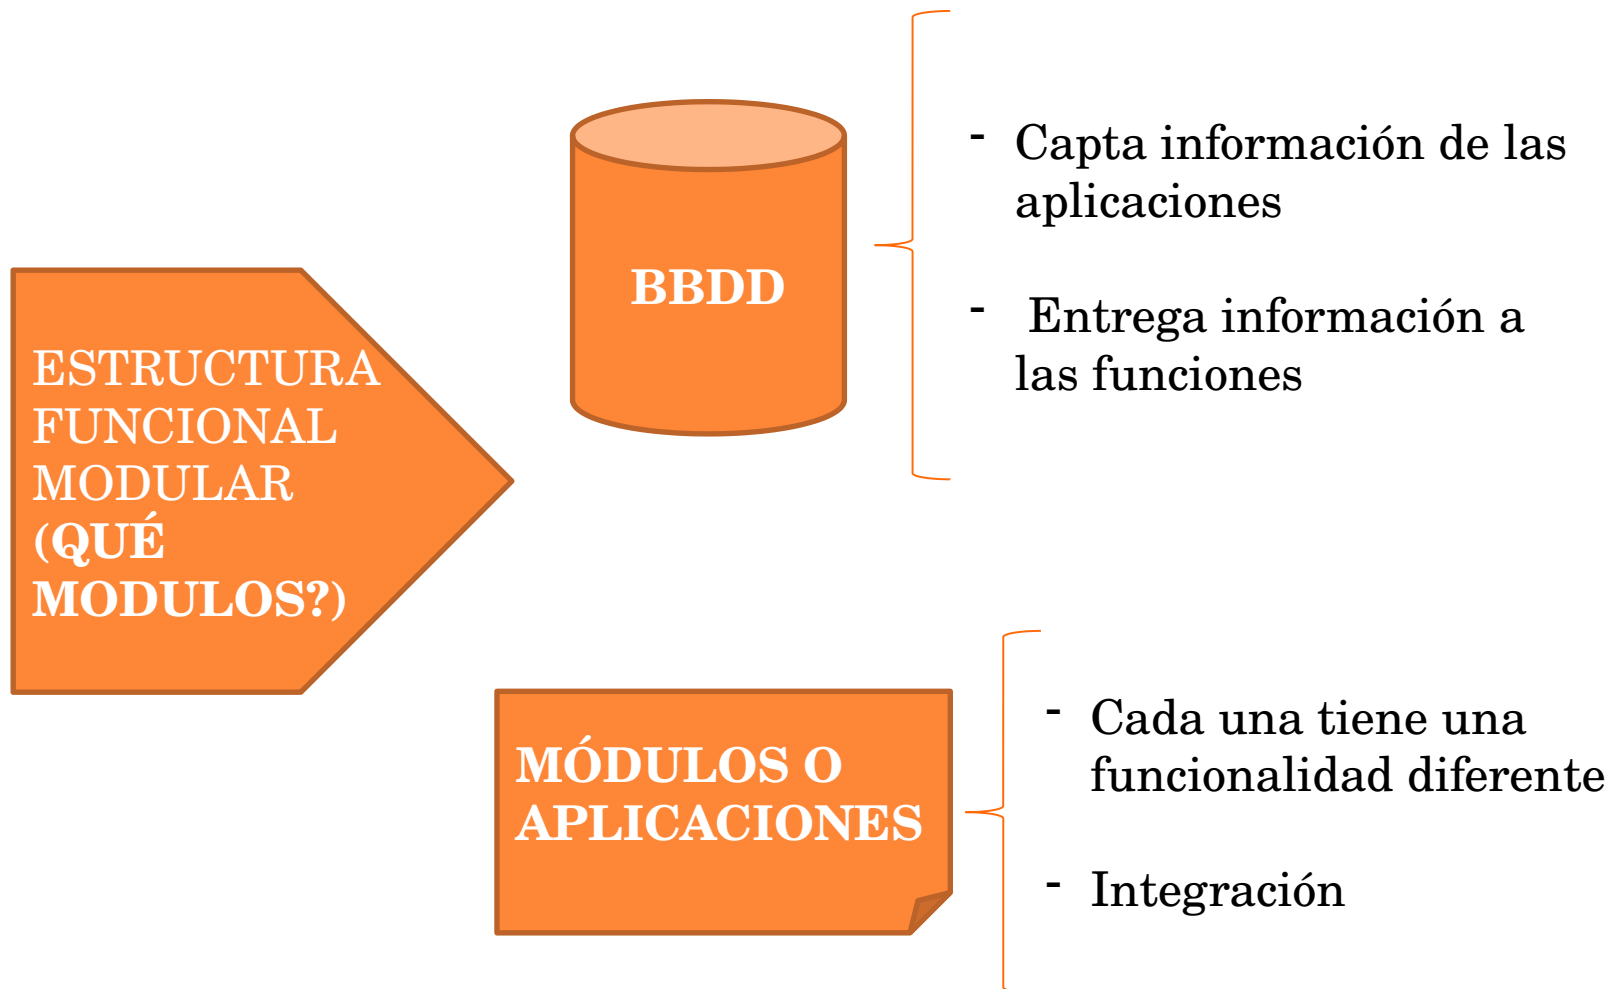 ESTRUCTURA
FUNCIONAL
MODULAR
(QUÉ
MODULOS?)
BBDD
- Capta información de las
aplicaciones
- Entrega información a
las funciones
MÓDULOS O
APLICACIONES
- Cada una tiene una
funcionalidad diferente
- Integración